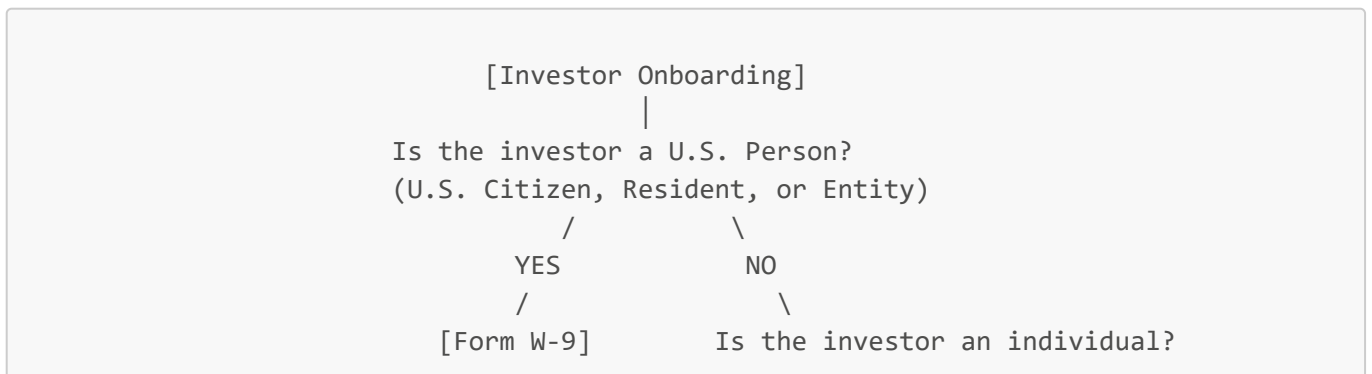 [Investor Onboarding]
│
Is the investor a U.S. Person?
(U.S. Citizen, Resident, or Entity)
/ \
YES NO
/ \
[Form W-9] Is the investor an individual?